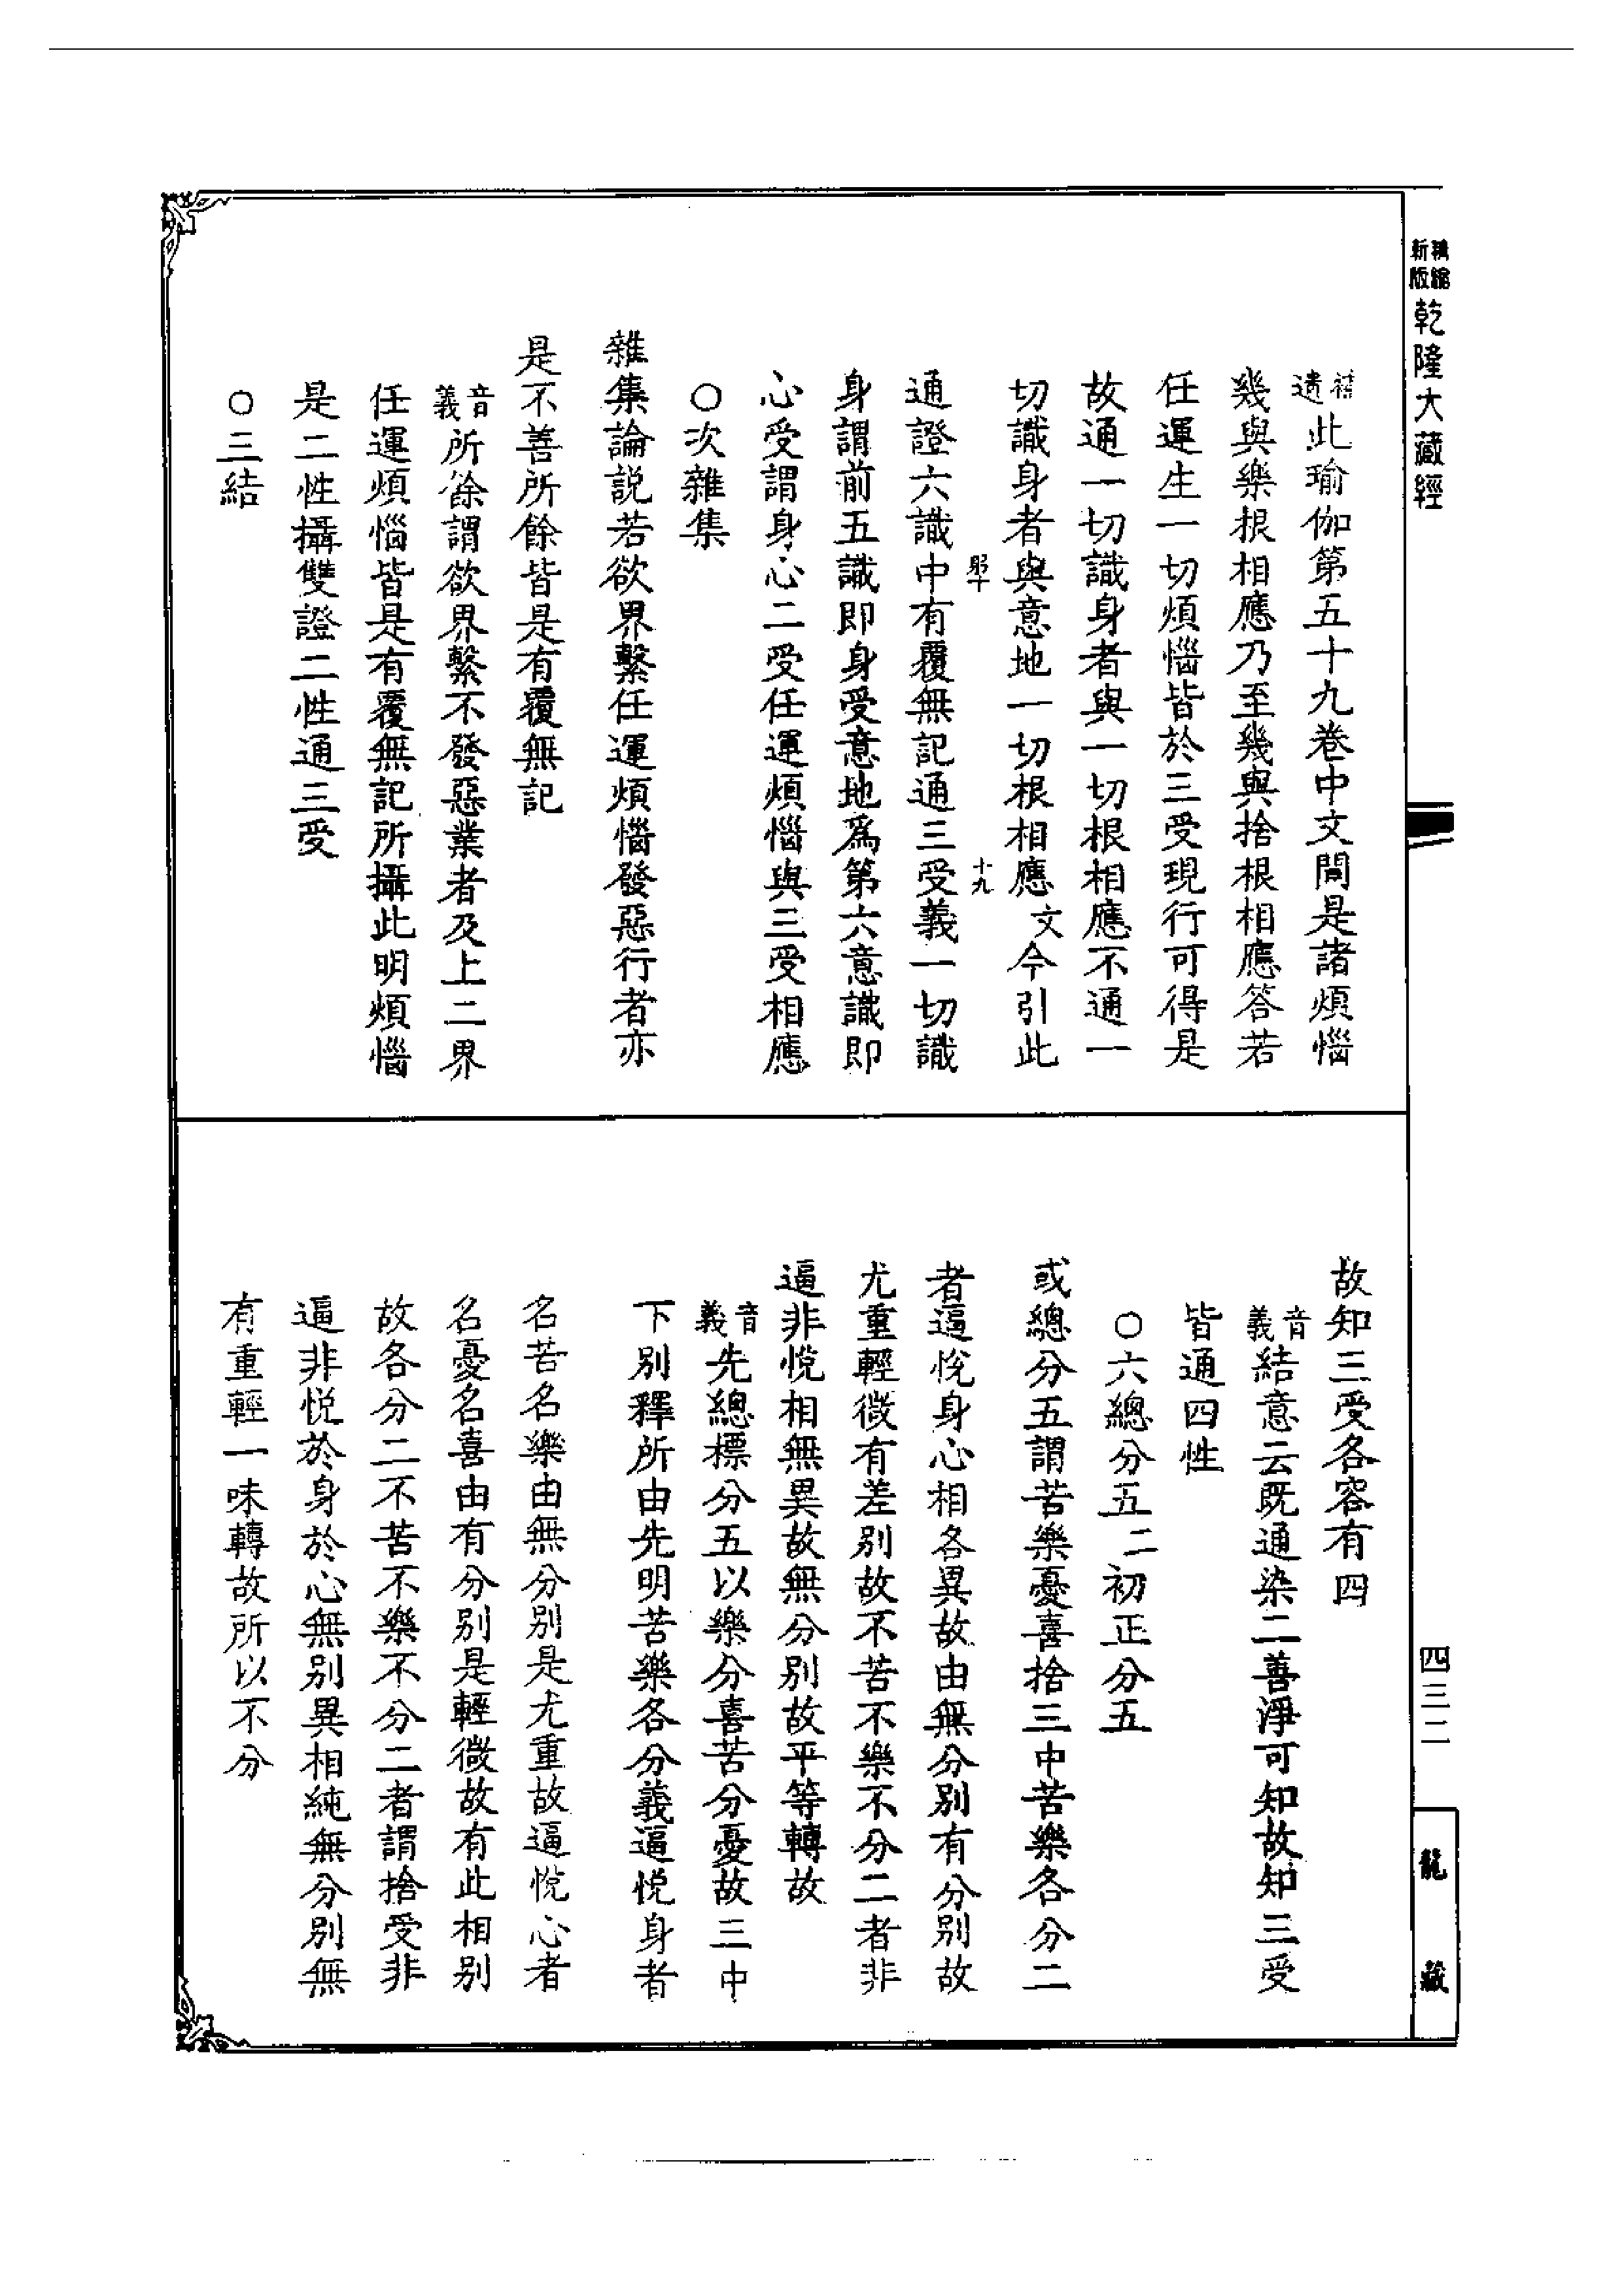 精縮新版 乾隆大藏經
補遺此瑜伽第五十九卷中文問是諸煩惱
幾與樂根相應乃至幾與捨根相應答若
任運生一切煩惱皆於三受現行可得是
故通一切識身者與一切根相應不通一
切識身者與意地一切根相應文今引此
十九
通證六識中有覆無記通三受義一切識
身謂前五識即身受意地為第六意識即
心受謂身心二受任運煩惱與三受相應
○次雜集
雜集論説若欲界繫任運煩惱發惡行者亦
是不善所餘皆是有覆無記
音義所餘謂欲界繫不發惡業者及上二界
任運煩惱皆是有覆無記所攝此明煩惱
是二性攝雙證二性通三受
○三結
故知三受各容有四
音義結意云既通染二善淨可知故知三受
皆通四性
○六總分五二初正分五
或總分五謂苦樂憂喜捨三中苦樂各分二
者逼悅身心相各異故由無分別有分別故
尤重輕微有差別故不苦不樂不分二者非
逼非悅相無異故無分別故平等轉故
音義先總標分五以樂分喜苦分憂故三中
下別釋所由先明苦樂各分義逼悅身者
名苦名樂由無分別是尤重故逼悅心者
名憂名喜由有分別是輕微故有此相別
故各分二不苦不樂不分二者謂捨受非
逼非悅於身於心無別異相純無分別無
有重輕一味轉故所以不分
四三二
龍藏